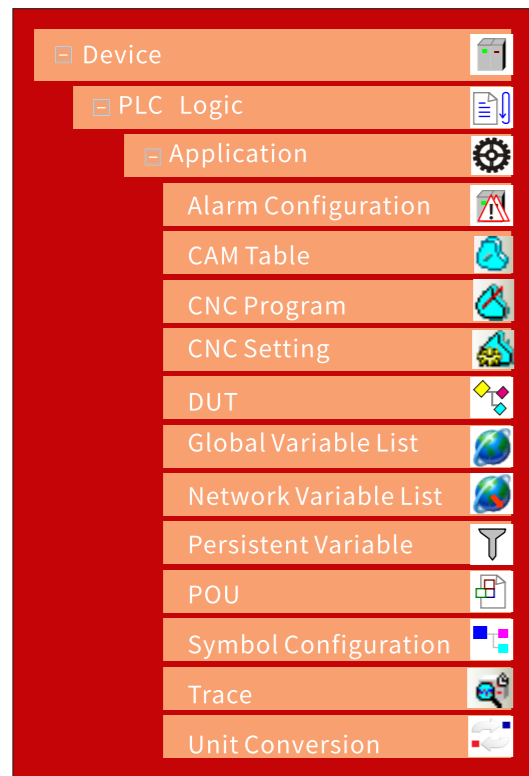 Device
PLC Logic
Application
Alarm Configuration
CAM Table
CNC Program
CNC Setting
DUT
Global Variable List
Network Variable List
Persistent Variable
POU
Symbol Configuration
Trace
Unit Conversion